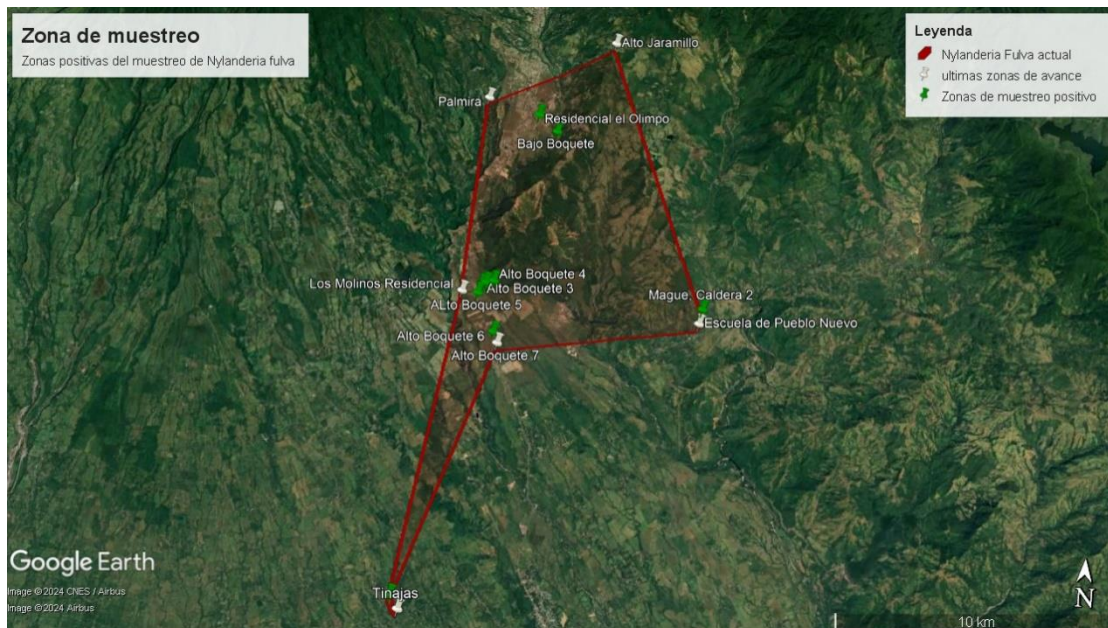 Zona de muestreo
Zonas positivas del muestreo de Nylanderia fulva
Leyenda
Nylanderia Fulva actual
ultimas zonas de avance
Zonas de muestreo positivo
Alto Jaramillo
Palmira
Residencial el Olimpo
Bajo Boquete
Alto Boquete 4
Los Molinos Residencial
Alto Boquete 3
ALto Boquete 5
Mague, Caldera 2
Escuela de Pueblo Nuevo
Alto Boquete 6
Alto Boquete 7
Tinajas
Google Earth
Image ©2024 CNES / Airbus
Image ©2024 Airbus
N
10 km